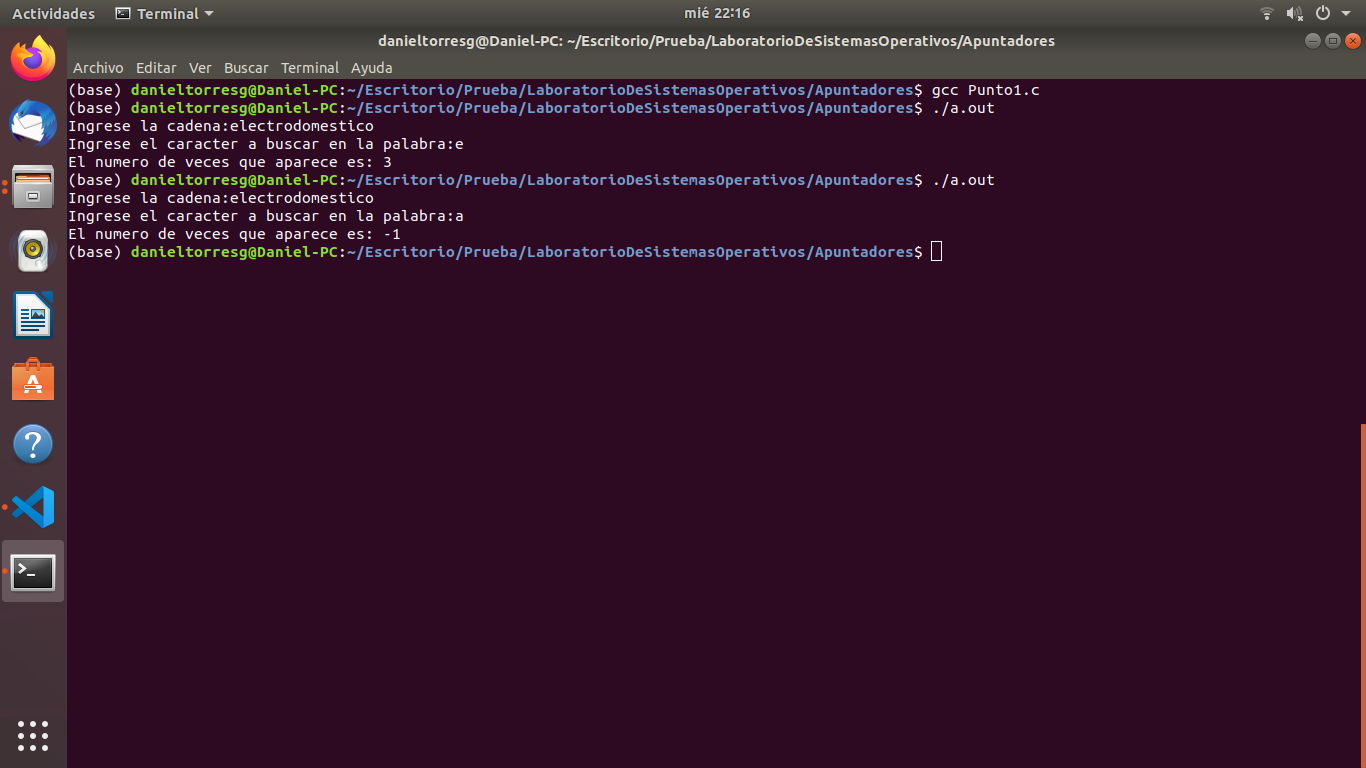 Actividades Terminal mié 22:16
danieltorresg@Daniel-PC: ~/Escritorio/Prueba/LaboratorioDeSistemasOperativos/Apuntadores
Archivo Editar Ver Buscar Terminal Ayuda
(base) danieltorresg@Daniel-PC:~/Escritorio/Prueba/LaboratorioDeSistemasOperativos/Apuntadores$ gcc Punto1.c
(base) danieltorresg@Daniel-PC:~/Escritorio/Prueba/LaboratorioDeSistemasOperativos/Apuntadores$ ./a.out
Ingrese la cadena:electrodomestico
Ingrese el caracter a buscar en la palabra:e
El numero de veces que aparece es: 3
(base) danieltorresg@Daniel-PC:~/Escritorio/Prueba/LaboratorioDeSistemasOperativos/Apuntadores$ ./a.out
Ingrese la cadena:electrodomestico
Ingrese el caracter a buscar en la palabra:a
El numero de veces que aparece es: -1
(base) danieltorresg@Daniel-PC:~/Escritorio/Prueba/LaboratorioDeSistemasOperativos/Apuntadores$